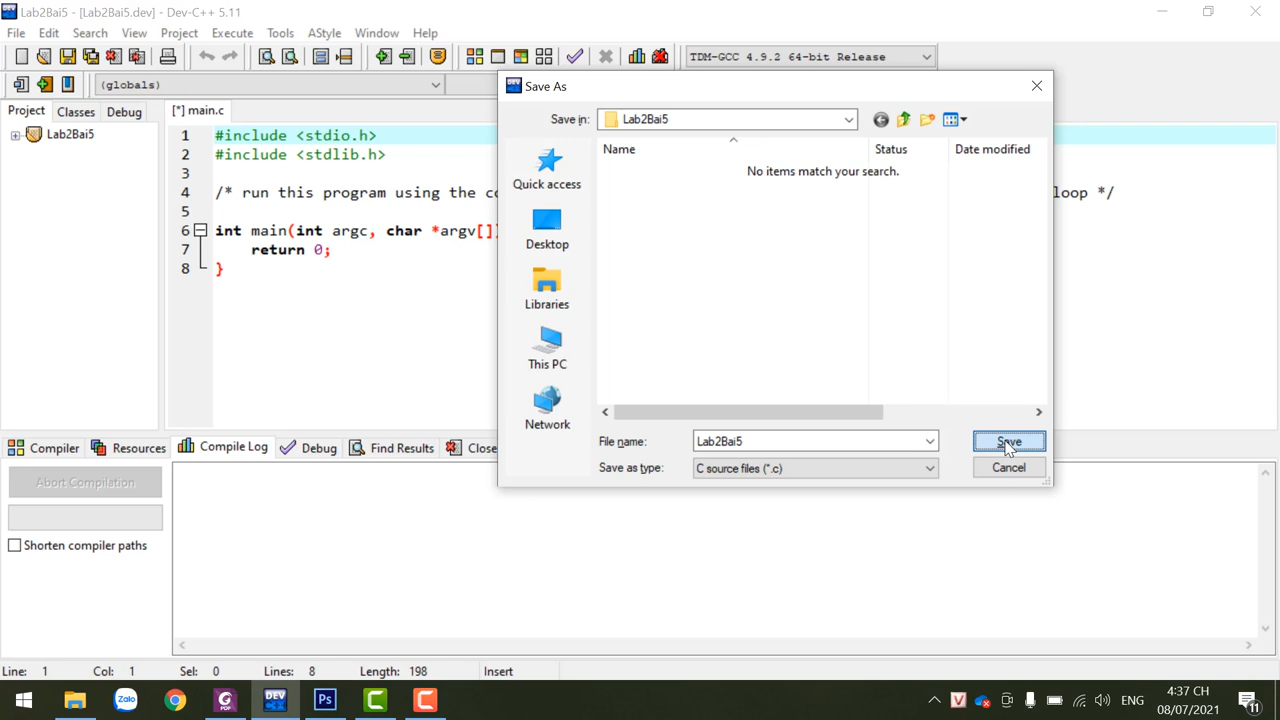 Lab2Bai5 - [Lab2Bai5.dev] - Dev-C++ 5.11
File Edit Search View Project Execute Tools AStyle Window Help
TDM-GCC 4.9.2 64-bit Release
(globals)
Project Classes Debug
[*] main.c
Lab2Bai5
1 #include <stdio.h>
2 #include <stdlib.h>
3
4 /* run this program using the loop */
5
6 int main(int argc, char *argv[])
7 return 0;
8 }
DEV Save As
Save in: Lab2Bai5
Name Status Date modified
No items match your search.
Quick access
Desktop
Libraries
This PC
Network
File name: Lab2Bai5 Save
Save as type: C source files (*.c) Cancel
Compiler Resources Compile Log Debug Find Results Close
Abort Compilation
Shorten compiler paths
Line: 1 Col: 1 Sel: 0 Lines: 8 Length: 198 Insert
Zalo PDF DEV Ps C C V ENG
4:37 CH
08/07/2021
11